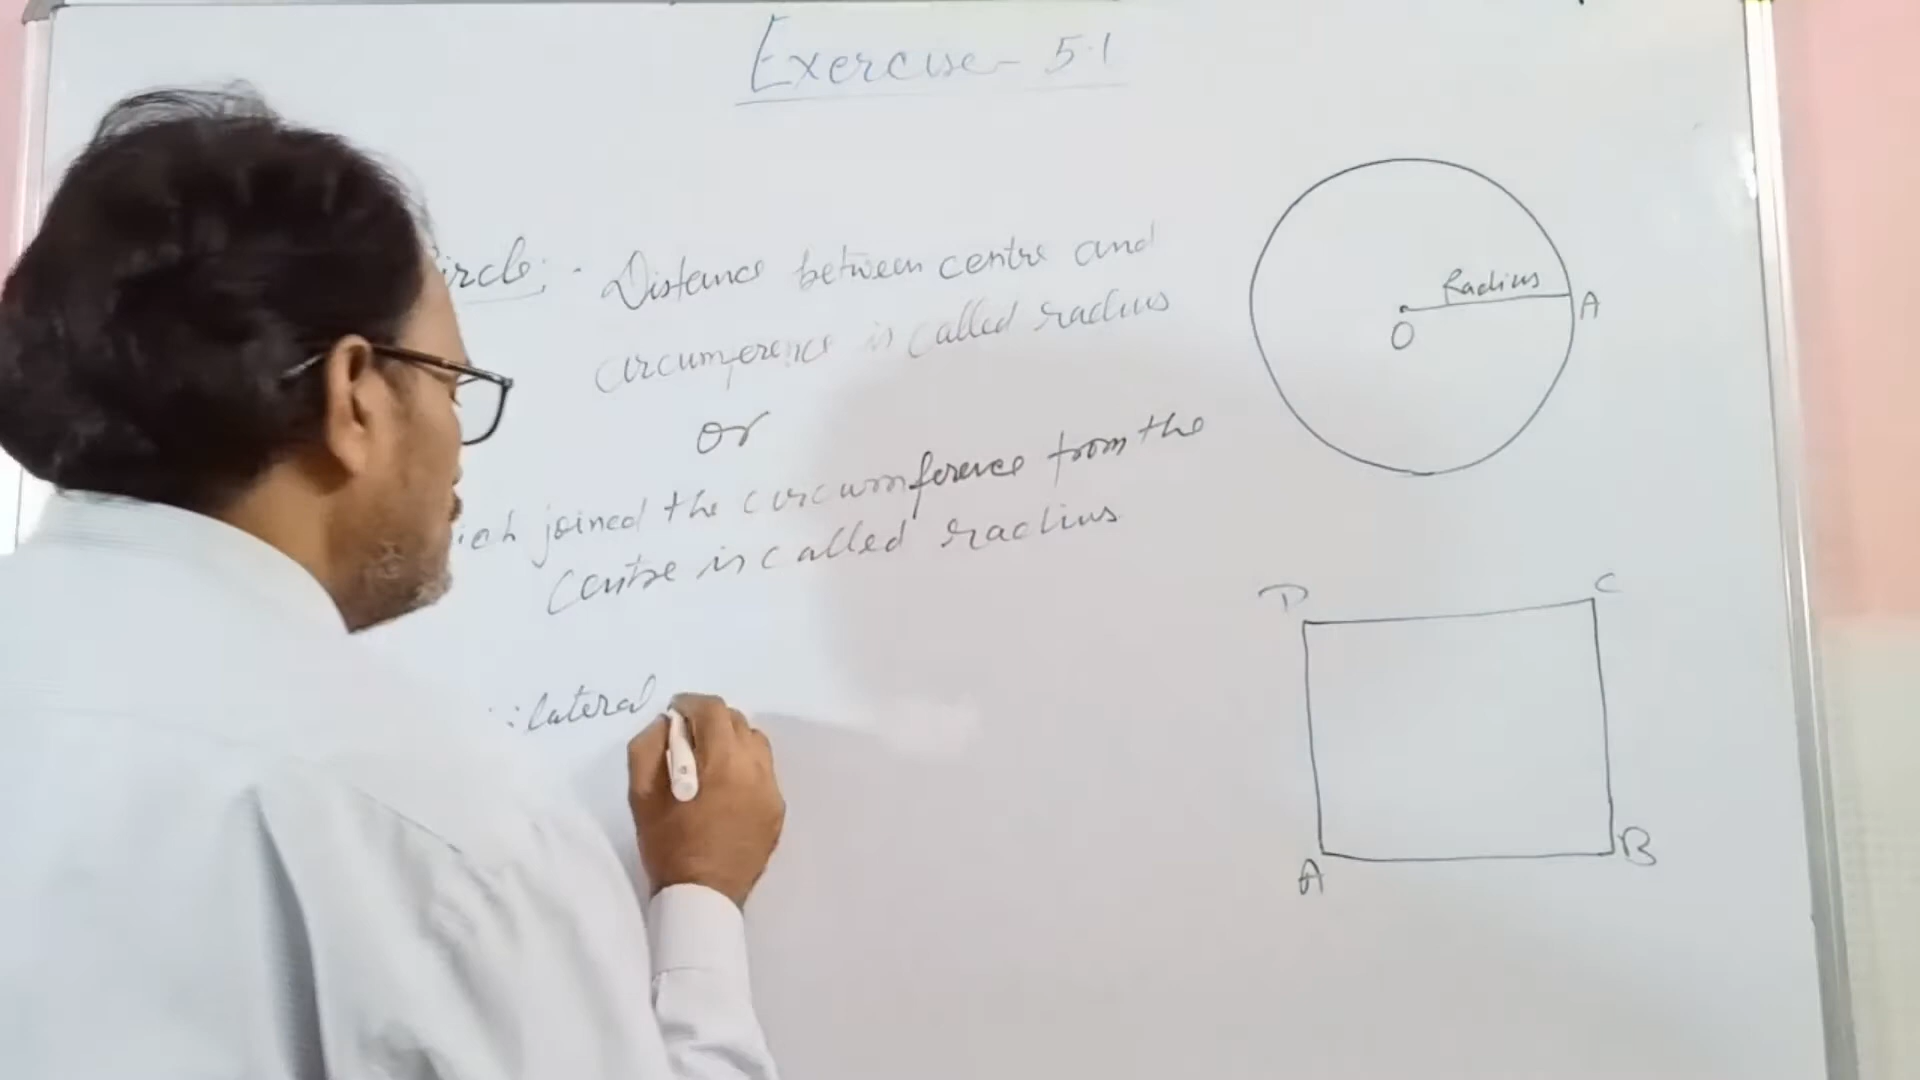 Exercise - 5.1
ircle: - Distance between centre and
circumference is called radius
or
ich joined the circumference from the
centre is called radius
lateral
Radius
O
A
D
C
A
B